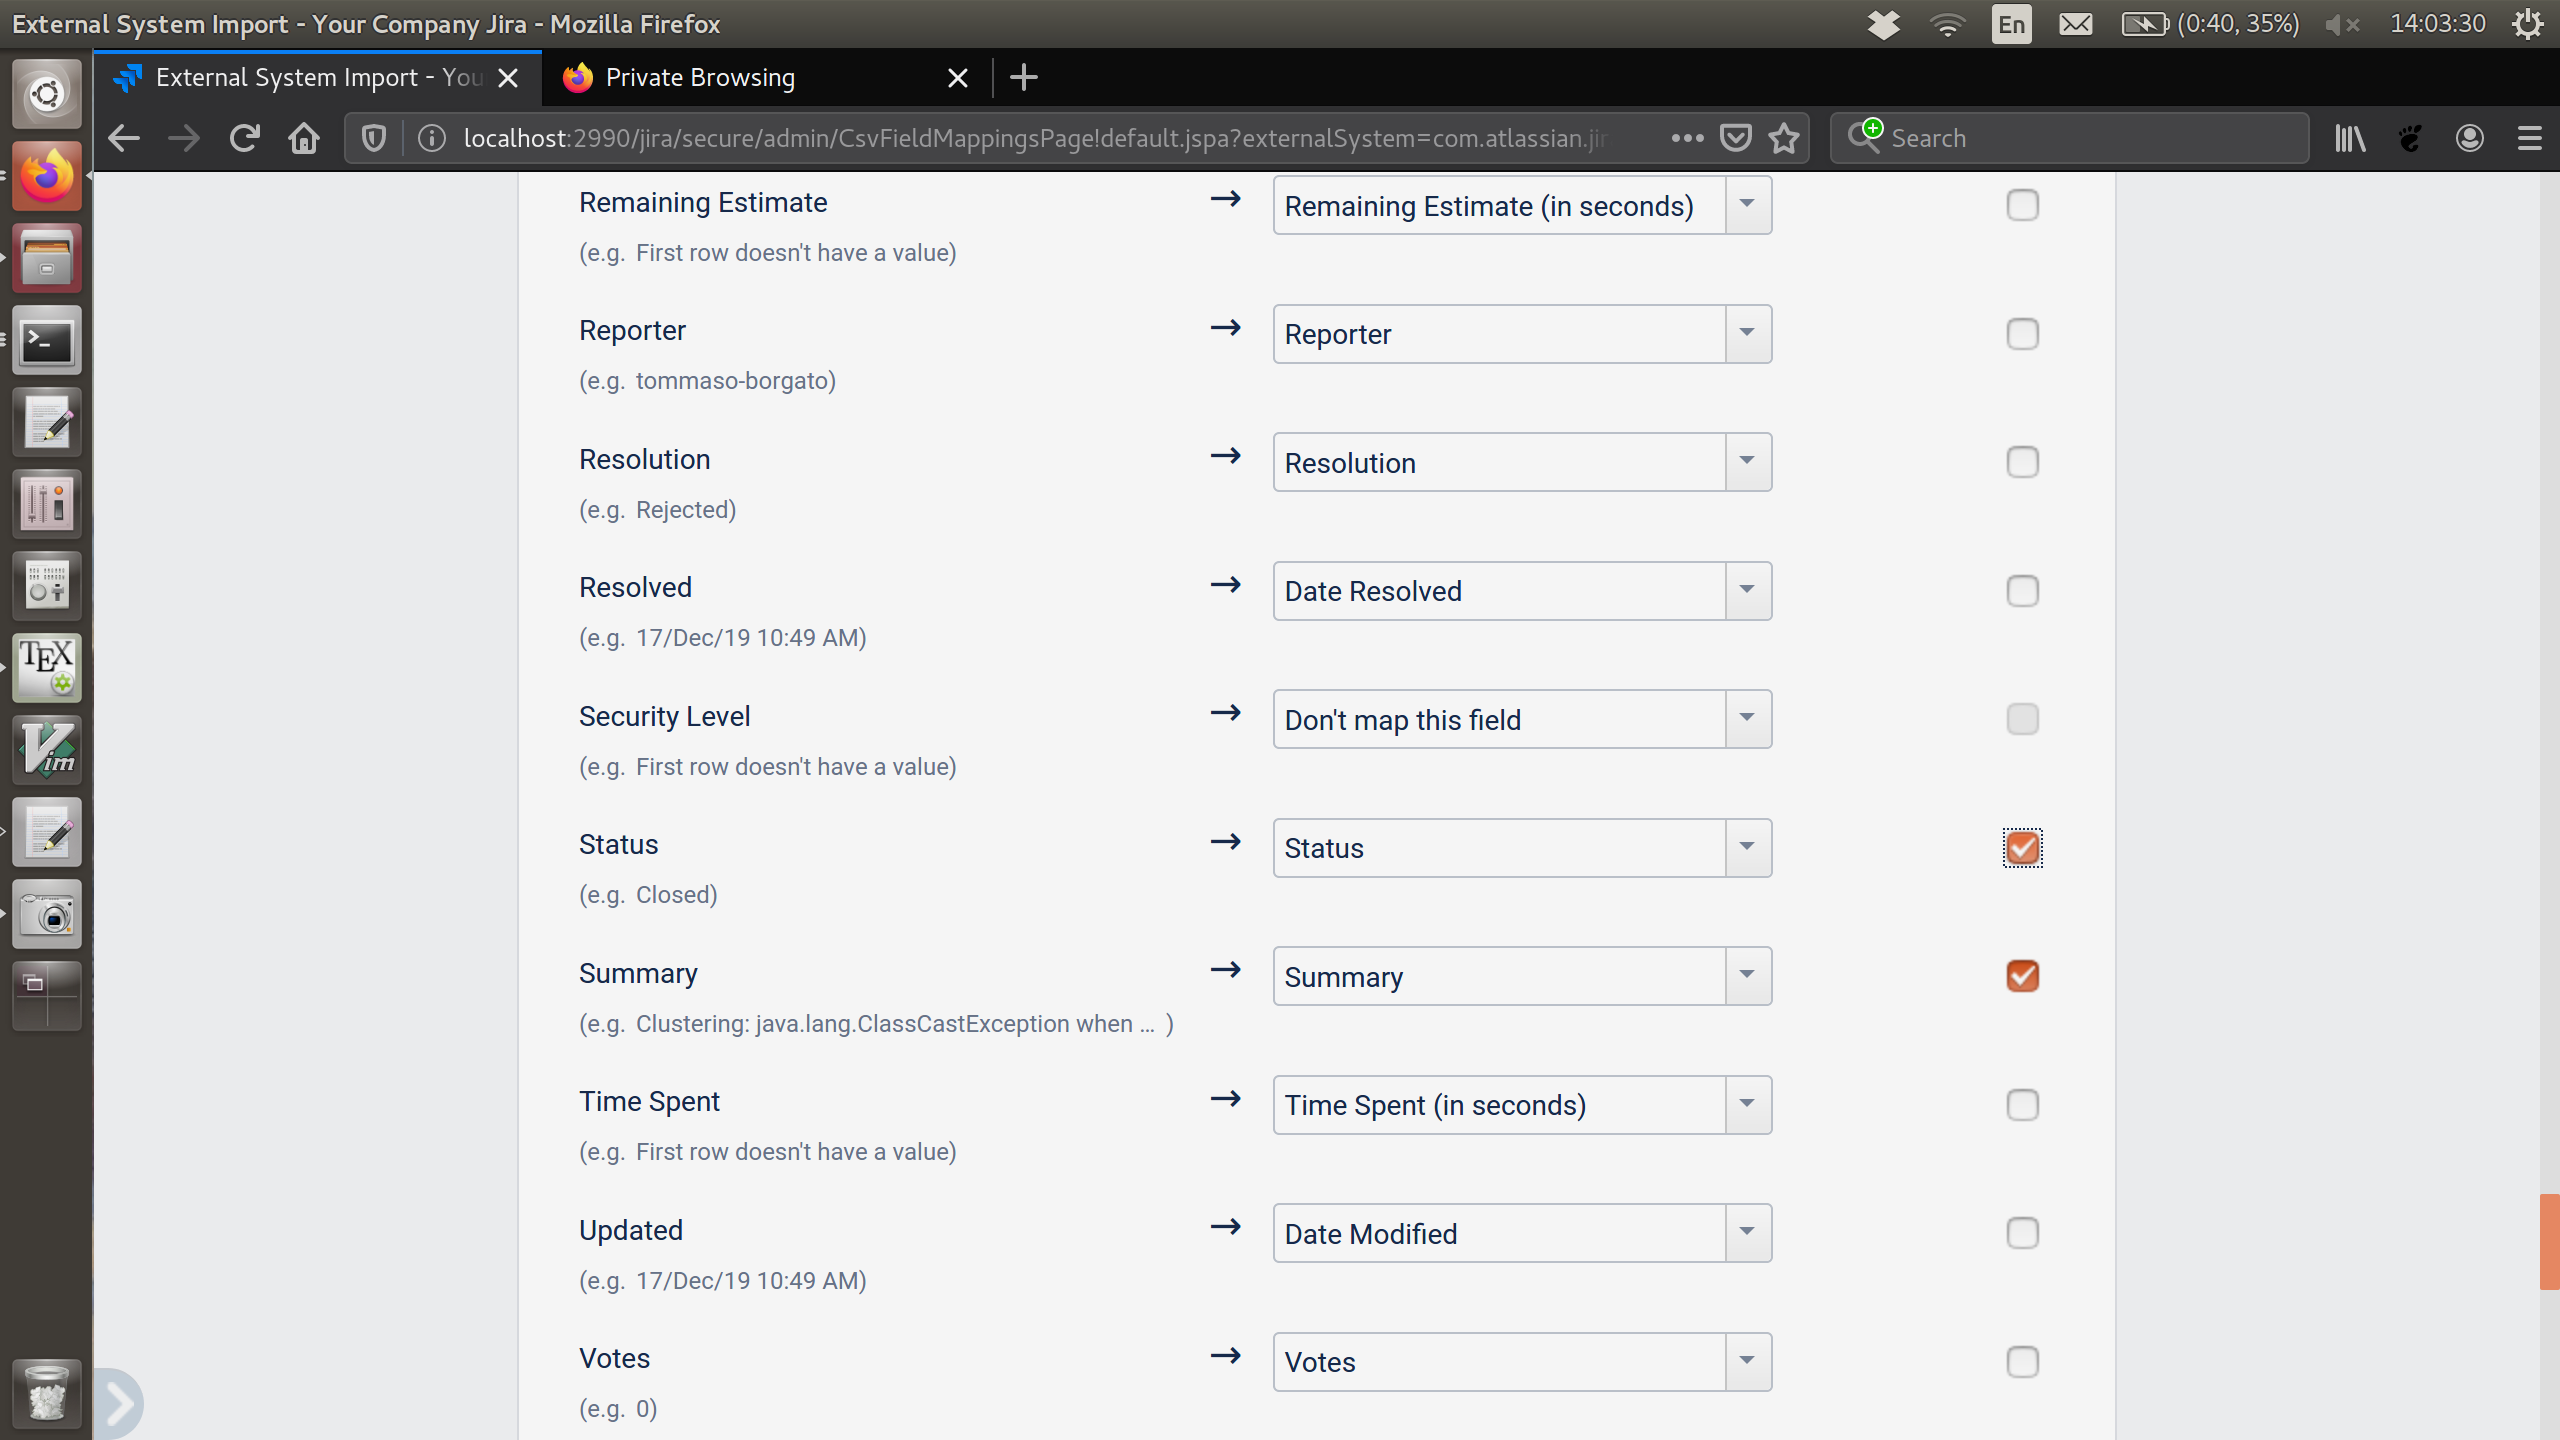 External System Import - Your Company Jira - Mozilla Firefox
En
(0:40, 35%)
14:03:30
External System Import - You
Private Browsing
localhost:2990/jira/secure/admin/CsvFieldMappingsPage!default.jspa?externalSystem=com.atlassian.jir
Search
Remaining Estimate
Remaining Estimate (in seconds)
(e.g. First row doesn't have a value)
Reporter
Reporter
(e.g. tommaso-borgato)
Resolution
Resolution
(e.g. Rejected)
Resolved
Date Resolved
(e.g. 17/Dec/19 10:49 AM)
Security Level
Don't map this field
(e.g. First row doesn't have a value)
Status
Status
(e.g. Closed)
Summary
Summary
(e.g. Clustering: java.lang.ClassCastException when ... )
Time Spent
Time Spent (in seconds)
(e.g. First row doesn't have a value)
Updated
Date Modified
(e.g. 17/Dec/19 10:49 AM)
Votes
Votes
(e.g. 0)
TEX
Vim